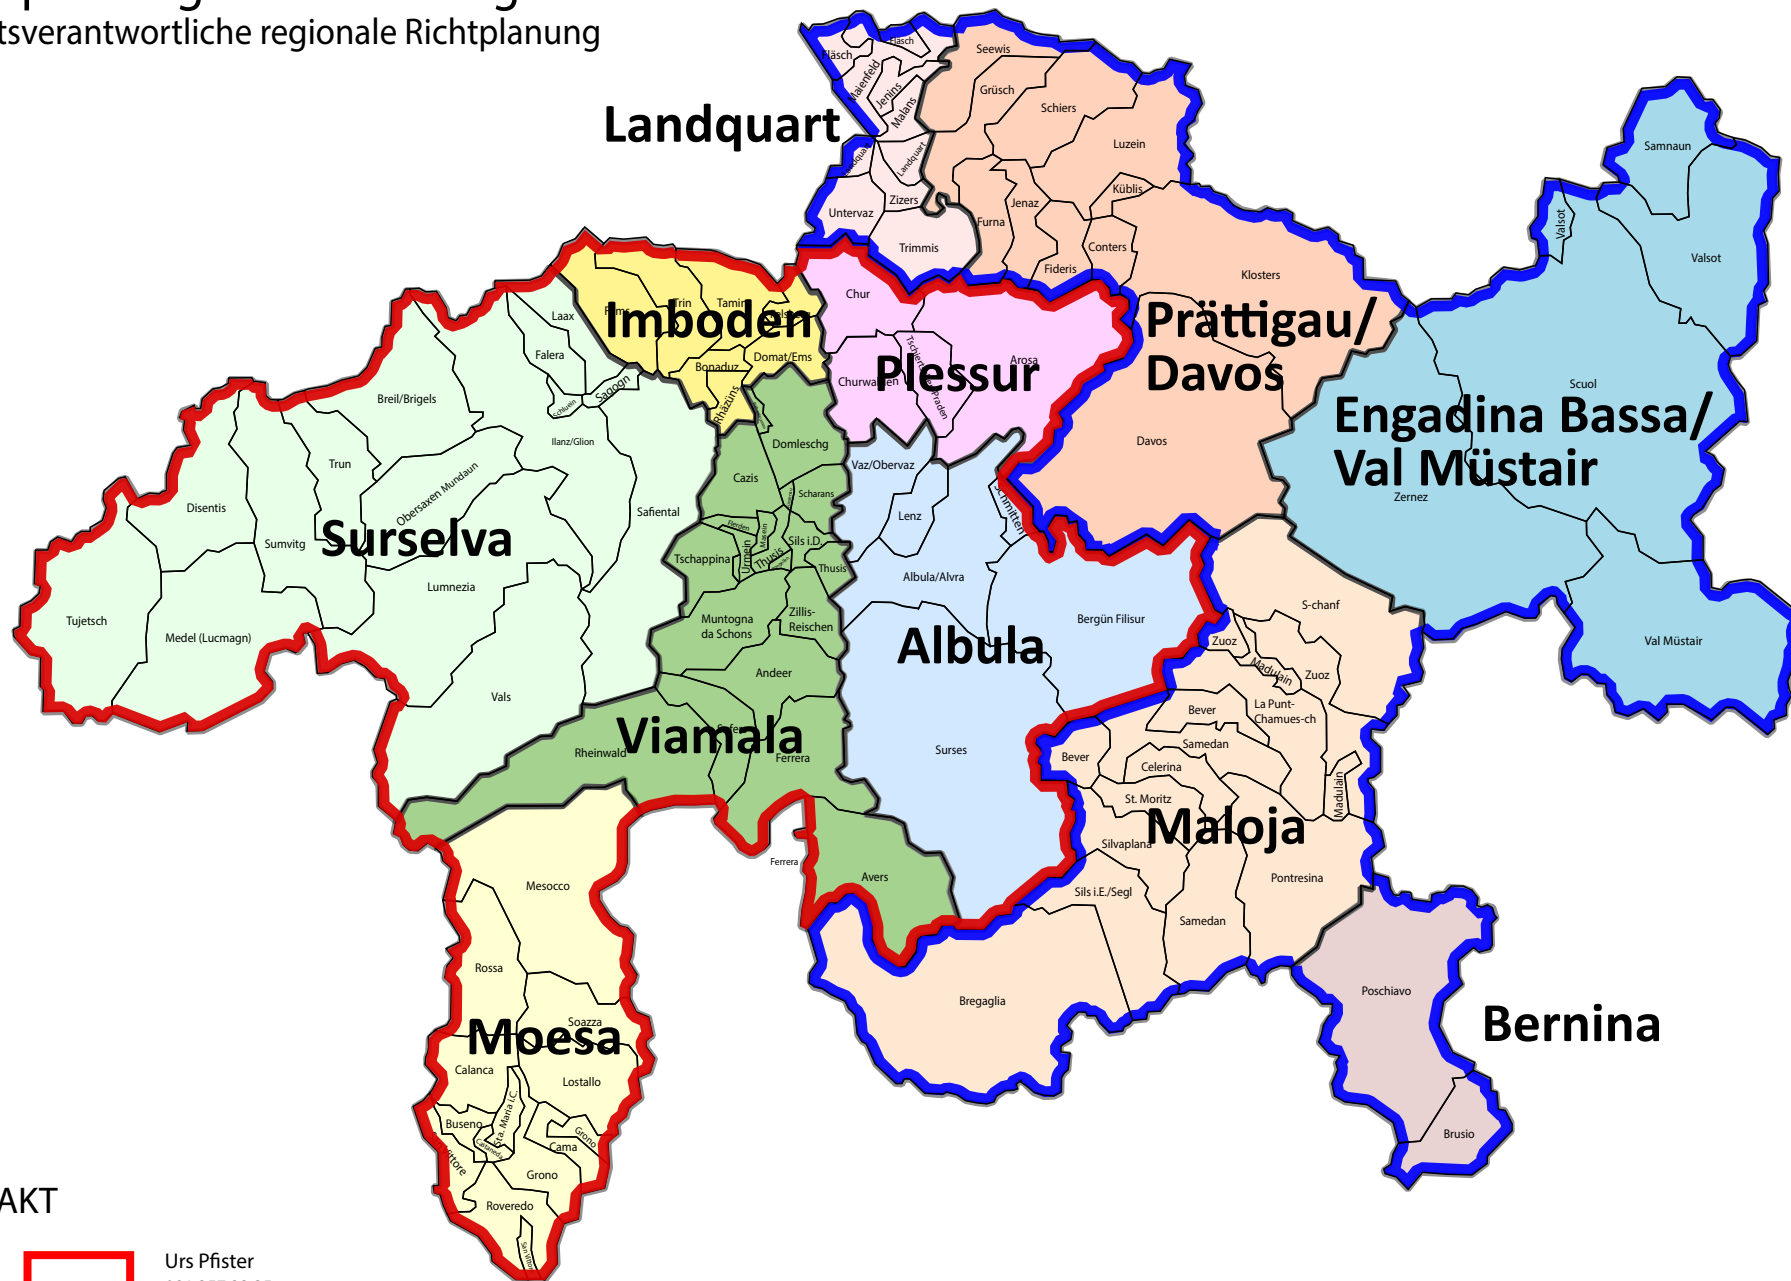 tsverantwortliche regionale Richtplanung
Landquart
Fläsch
Fläsch
Maienfeld
Jenins
Malans
Landquart
Untervaz
Zizers
Trimmis
Seewis
Grüsch
Schiers
Luzein
Küblis
Furna
Jenaz
Conters
Fideris
Klosters
Prättigau/
Davos
Davos
Samnaun
Valsot
Valsot
Scuol
Engadina Bassa/
Val Müstair
Zernez
Val Müstair
Imboden
Trin
Bonaduz
Domat/Ems
Rhäzüns
Chur
Plessur
Arosa
Laax
Falera
Schluein
Sagogn
Breil/Brigels
Ilanz/Glion
Trun
Obersaxen Mundaun
Disentis
Sumvitg
Surselva
Safiental
Lumnezia
Tujetsch
Medel (Lucmagn)
Vals
Domleschg
Cazis
Scharans
Flerden
Masein
Urmein
Tschappina
Thusis
Sils i.D.
Thusis
Muntogna
da Schons
Zillis-
Reischen
Andeer
Viamala
Rheinwald
Ferrera
Ferrera
Avers
Vaz/Obervaz
Lenz
Schmitten
Albula/Alvra
Bergün Filisur
Albula
Surses
S-chanf
Zuoz
Madulain
Zuoz
La Punt-
Chamues-ch
Bever
Samedan
Bever
Celerina
St. Moritz
Madulain
Maloja
Silvaplana
Sils i.E./Segl
Pontresina
Samedan
Bregaglia
Poschiavo
Bernina
Brusio
Mesocco
Rossa
Soazza
Moesa
Calanca
Lostallo
Buseno
Sta. Maria i.C.
Castaneda
Cama
Grono
Grono
Roveredo
AKT
Urs Pfister